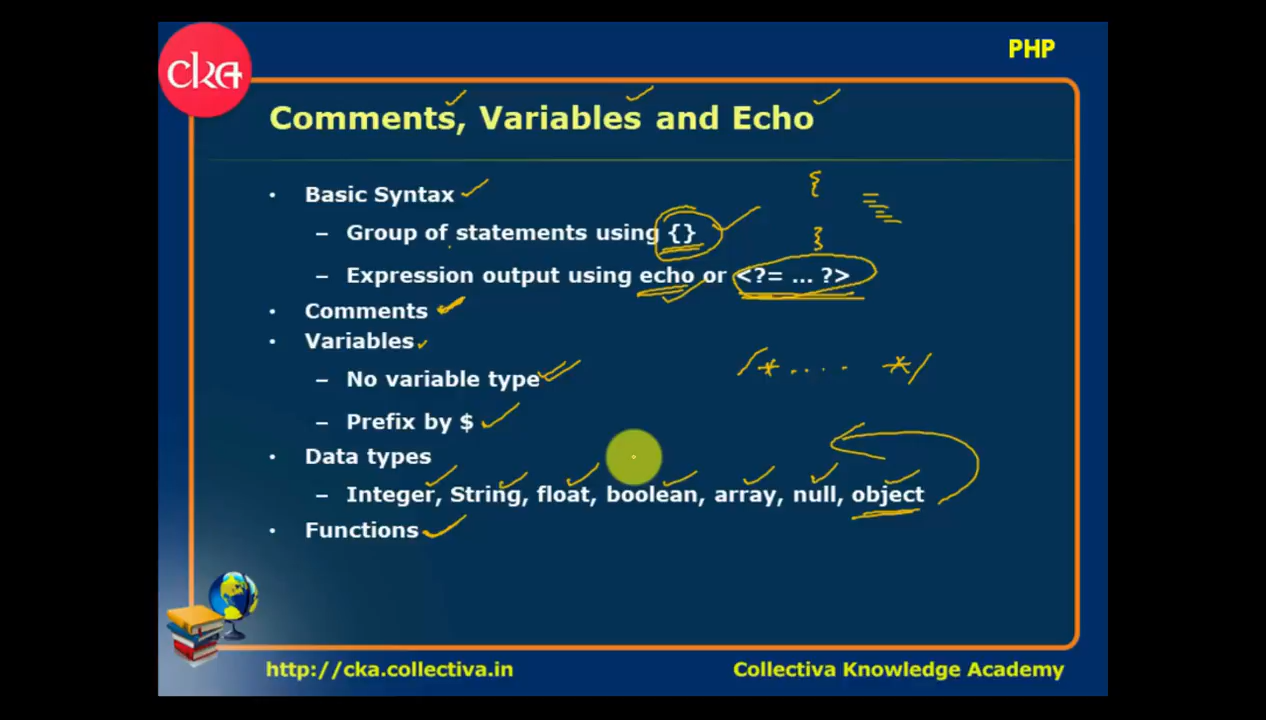 cka
PHP
Comments, Variables and Echo
• Basic Syntax
{
– Group of statements using {}
}
– Expression output using echo or <?= ... ?>
• Comments
• Variables
/* .... */
– No variable type
– Prefix by $
• Data types
– Integer, String, float, boolean, array, null, object
• Functions
http://cka.collectiva.in
Collectiva Knowledge Academy